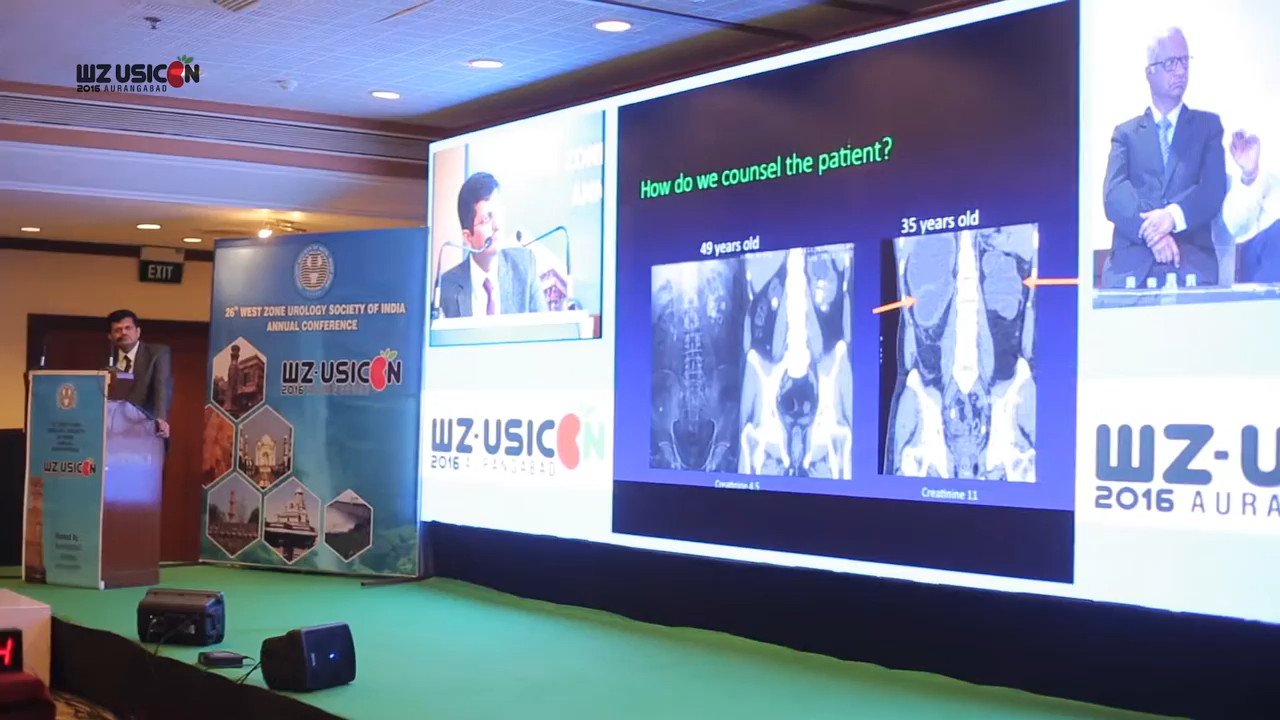 WZ USICON
2016 AURANGABAD
EXIT
26th WEST ZONE UROLOGY SOCIETY OF INDIA
ANNUAL CONFERENCE
WZ-USICON
2016
WZ USICON
How do we counsel the patient?
49 years old
35 years old
Creatinine 4.5
Creatinine 11
WZ-USICON
2016 AURANGABAD
WZ-U
2016 AURA
4